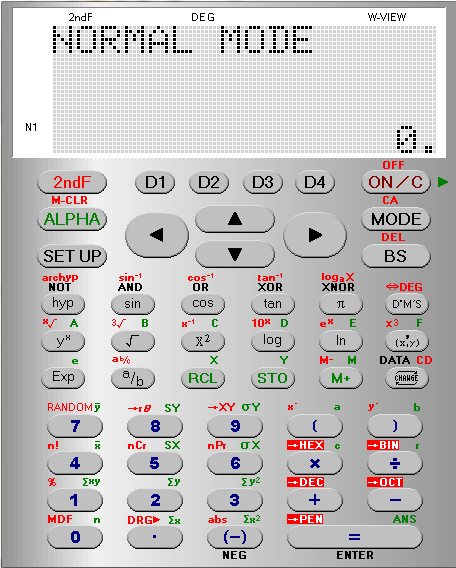 2ndF DEG W-VIEW
NORMAL MODE
N1
0.
OFF
2ndF D1 D2 D3 D4 ON/C
M-CLR CA
ALPHA MODE
DEL
SET UP BS
archyp sin⁻¹ cos⁻¹ tan⁻¹ logₐX ⇔DEG
NOT AND OR XOR XNOR
hyp sin cos tan π D°M'S
ˣ√ A ³√ B x⁻¹ C 10ˣ D eˣ E x³ F
yˣ √ X² log ln (x,y)
e ab/c X Y M- M DATA CD
Exp a/b RCL STO M+ CHANGE
RANDOM ȳ →rθ SY →XY σY x' a y' b
7 8 9 ( )
n! x̄ nCr SX nPr σX →HEX c →BIN r
4 5 6 × ÷
% Σxy Σy Σy² →DEC →OCT
1 2 3 + −
MDF n DRG► Σx abs Σx² →PEN ANS
0 · (−) =
NEG ENTER